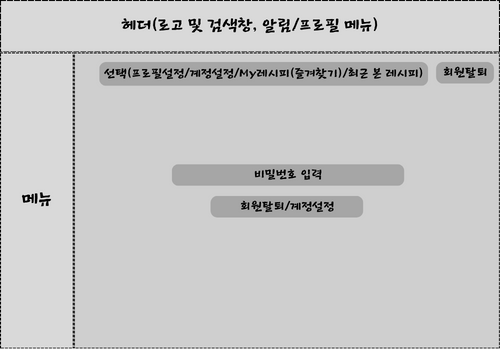 헤더(로고 및 검색창, 알림/프로필 메뉴)
선택(프로필설정/계정설정/My레시피(즐겨찾기)/최근 본 레시피)
회원탈퇴
메뉴
비밀번호 입력
회원탈퇴/계정설정